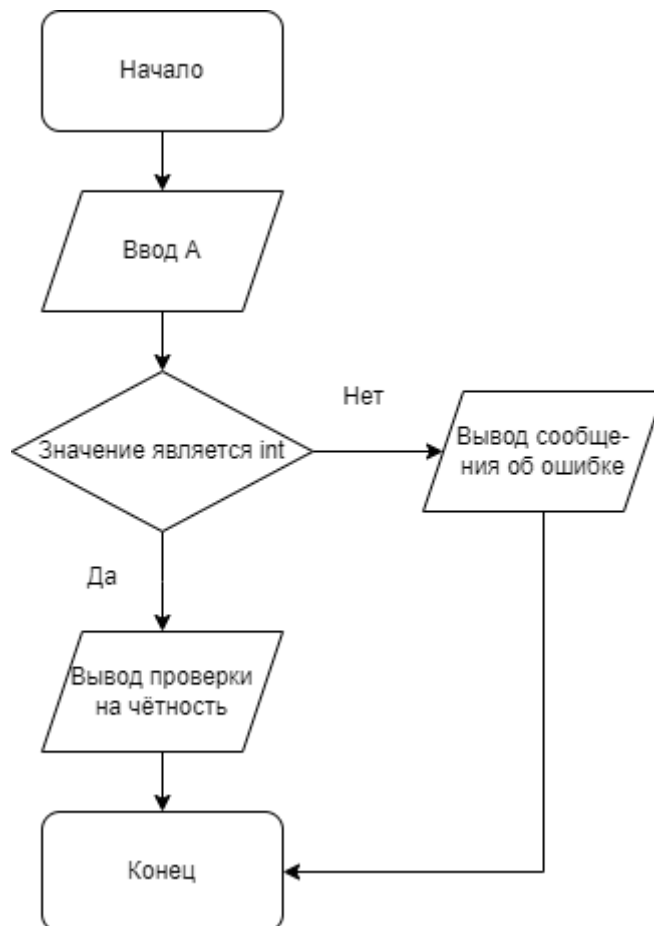 Начало
Ввод А
Значение является int
Нет
Вывод сообще-
ния об ошибке
Да
Вывод проверки
на чётность
Конец